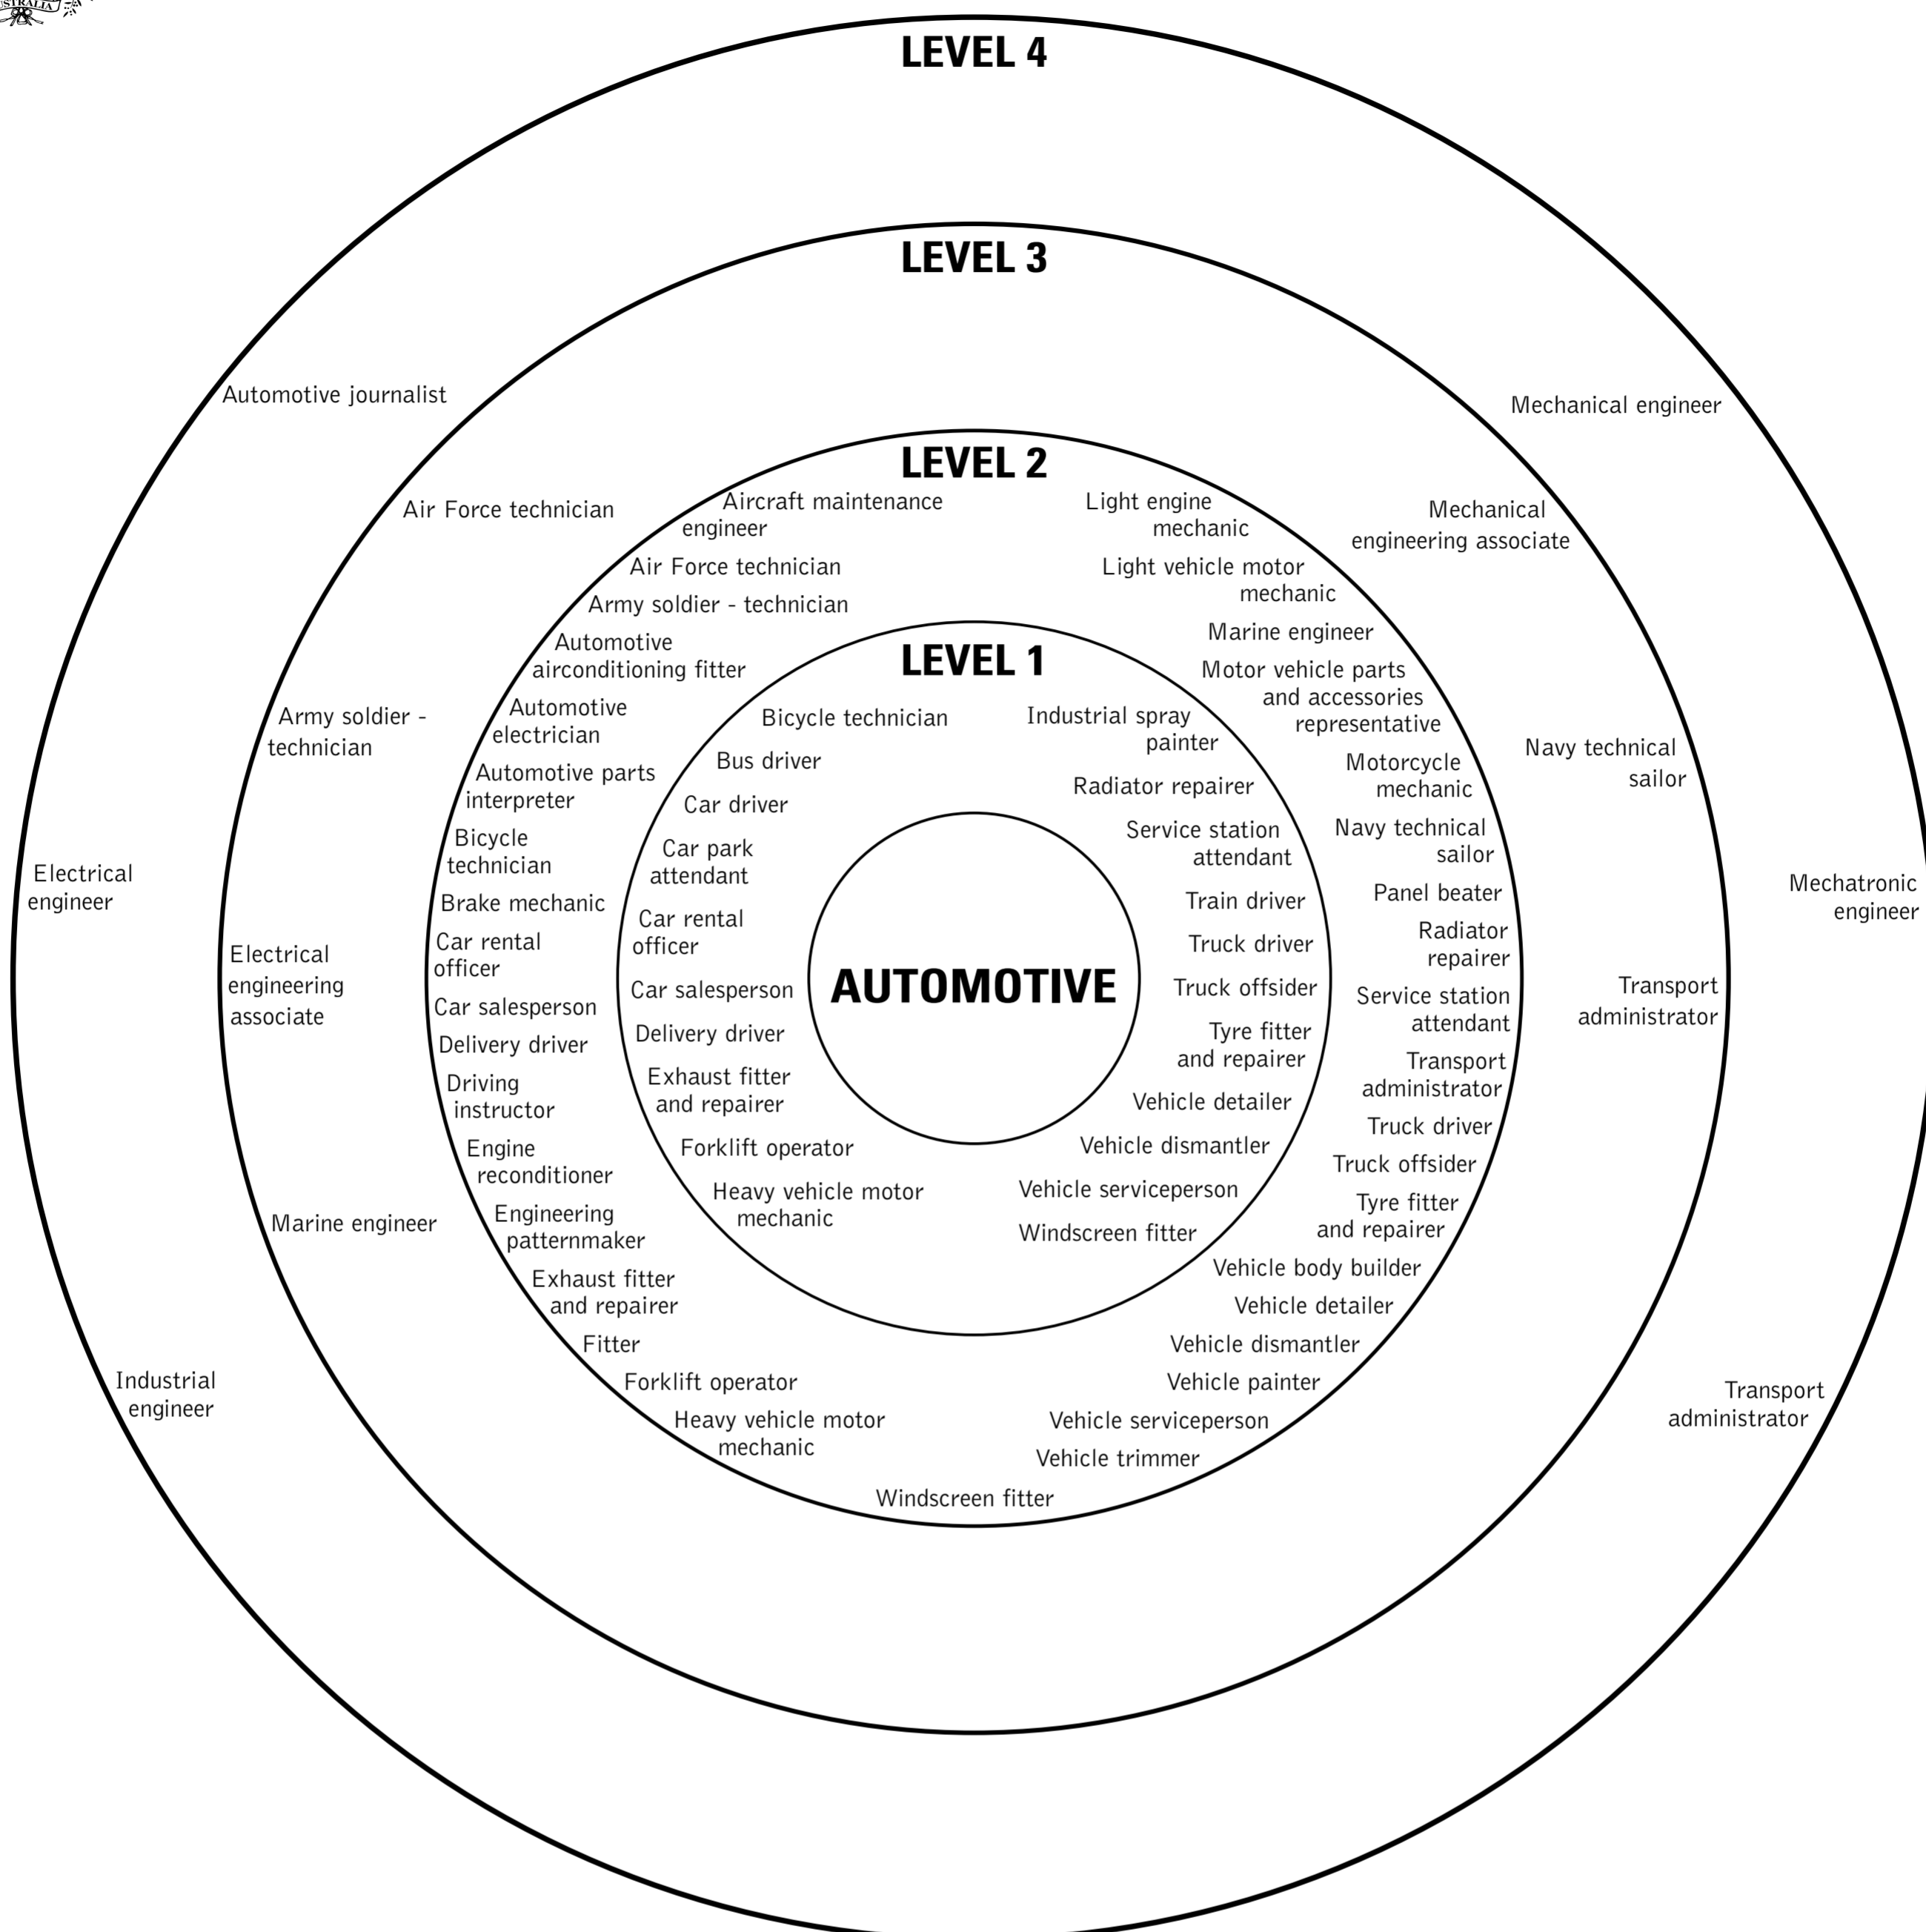 USTRALIA
LEVEL 4
Automotive journalist
Electrical
engineer
Industrial
engineer
Mechanical engineer
Mechatronic
engineer
Transport
administrator
LEVEL 3
Air Force technician
Army soldier -
technician
Electrical
engineering
associate
Marine engineer
Mechanical
engineering associate
Navy technical
sailor
Transport
administrator
LEVEL 2
Aircraft maintenance
engineer
Air Force technician
Army soldier - technician
Automotive
airconditioning fitter
Automotive
electrician
Automotive parts
interpreter
Bicycle
technician
Brake mechanic
Car rental
officer
Car salesperson
Delivery driver
Driving
instructor
Engine
reconditioner
Engineering
patternmaker
Exhaust fitter
and repairer
Fitter
Forklift operator
Heavy vehicle motor
mechanic
Light engine
mechanic
Light vehicle motor
mechanic
Marine engineer
Motor vehicle parts
and accessories
representative
Motorcycle
mechanic
Navy technical
sailor
Panel beater
Radiator
repairer
Service station
attendant
Transport
administrator
Truck driver
Truck offsider
Tyre fitter
and repairer
Vehicle body builder
Vehicle detailer
Vehicle dismantler
Vehicle painter
Vehicle serviceperson
Vehicle trimmer
Windscreen fitter
LEVEL 1
Bicycle technician
Bus driver
Car driver
Car park
attendant
Car rental
officer
Car salesperson
Delivery driver
Exhaust fitter
and repairer
Forklift operator
Heavy vehicle motor
mechanic
Industrial spray
painter
Radiator repairer
Service station
attendant
Train driver
Truck driver
Truck offsider
Tyre fitter
and repairer
Vehicle detailer
Vehicle dismantler
Vehicle serviceperson
Windscreen fitter
AUTOMOTIVE